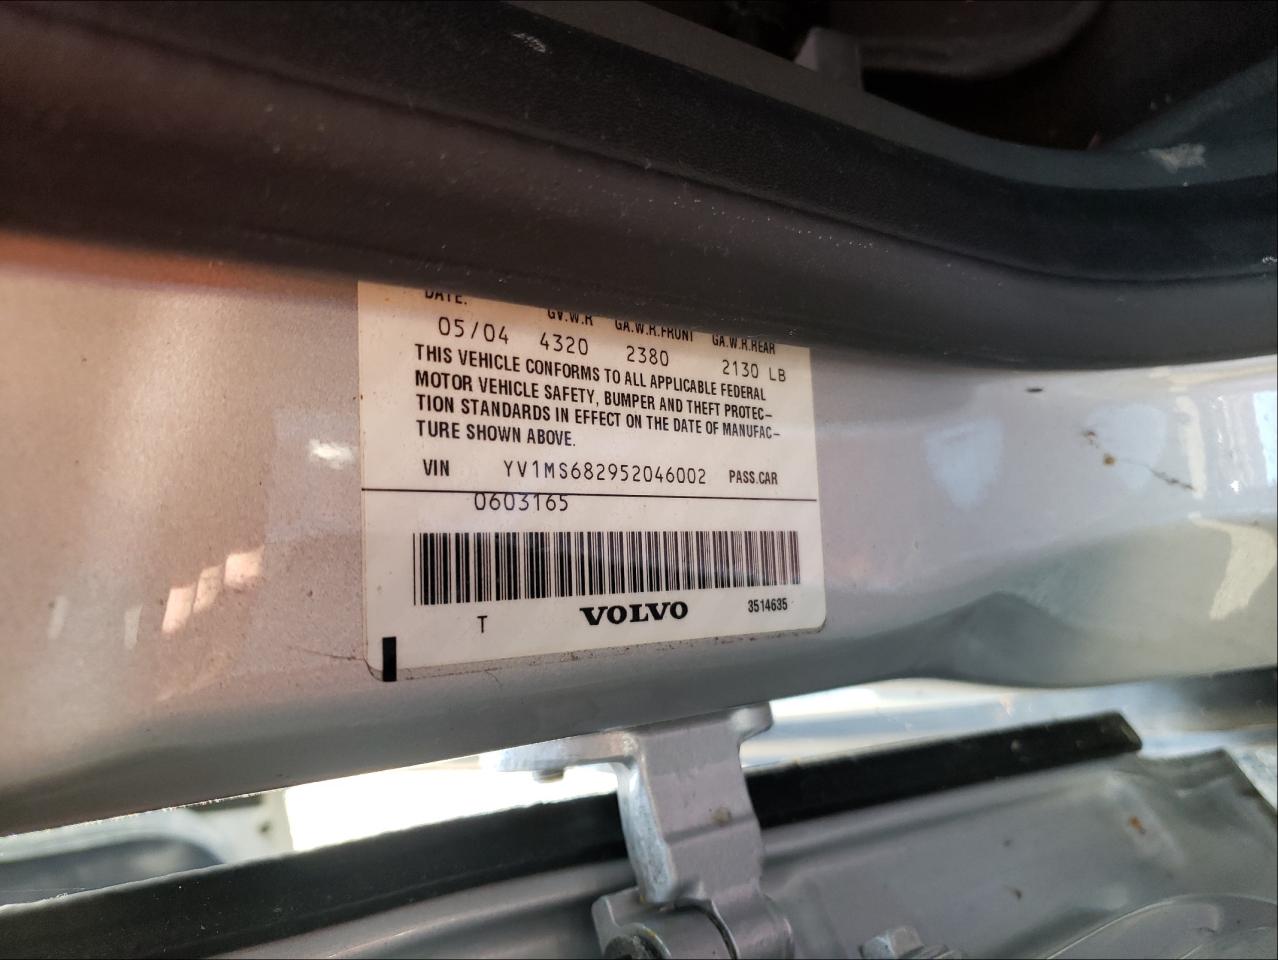 DATE. GV.W.R GA.W.R.FRONT GA.W.R.REAR
05/04 4320 2380 2130 LB
THIS VEHICLE CONFORMS TO ALL APPLICABLE FEDERAL
MOTOR VEHICLE SAFETY, BUMPER AND THEFT PROTEC-
TION STANDARDS IN EFFECT ON THE DATE OF MANUFAC-
TURE SHOWN ABOVE.
VIN YV1MS682952046002 PASS.CAR
0603165
T VOLVO 3514635